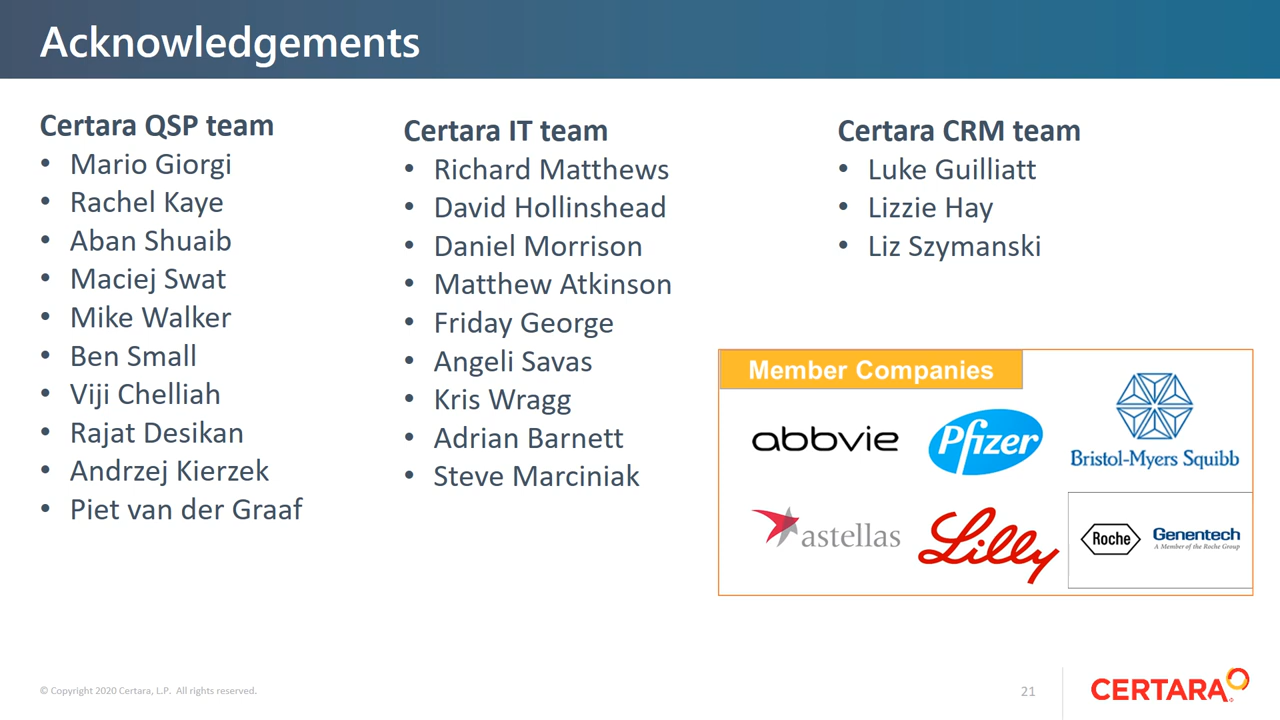 Acknowledgements
Certara QSP team
• Mario Giorgi
• Rachel Kaye
• Aban Shuaib
• Maciej Swat
• Mike Walker
• Ben Small
• Viji Chelliah
• Rajat Desikan
• Andrzej Kierzek
• Piet van der Graaf
Certara IT team
• Richard Matthews
• David Hollinshead
• Daniel Morrison
• Matthew Atkinson
• Friday George
• Angeli Savas
• Kris Wragg
• Adrian Barnett
• Steve Marciniak
Certara CRM team
• Luke Guilliatt
• Lizzie Hay
• Liz Szymanski
Member Companies
abbvie
Pfizer
Bristol-Myers Squibb
astellas
Lilly
Roche
Genentech
A Member of the Roche Group
© Copyright 2020 Certara, L.P. All rights reserved.
21
CERTARA